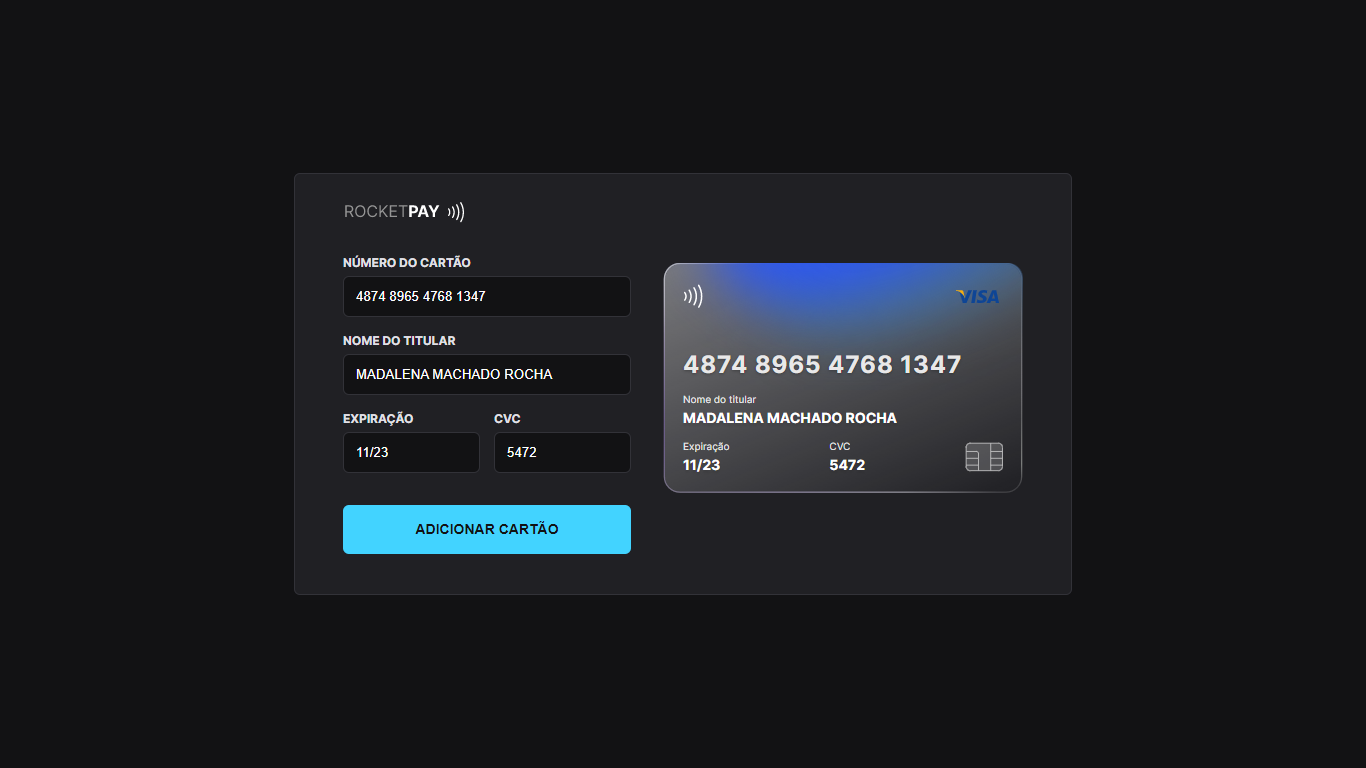 ROCKETPAY
NÚMERO DO CARTÃO
4874 8965 4768 1347
NOME DO TITULAR
MADALENA MACHADO ROCHA
EXPIRAÇÃO CVC
11/23 5472
ADICIONAR CARTÃO
VISA
4874 8965 4768 1347
Nome do titular
MADALENA MACHADO ROCHA
Expiração CVC
11/23 5472